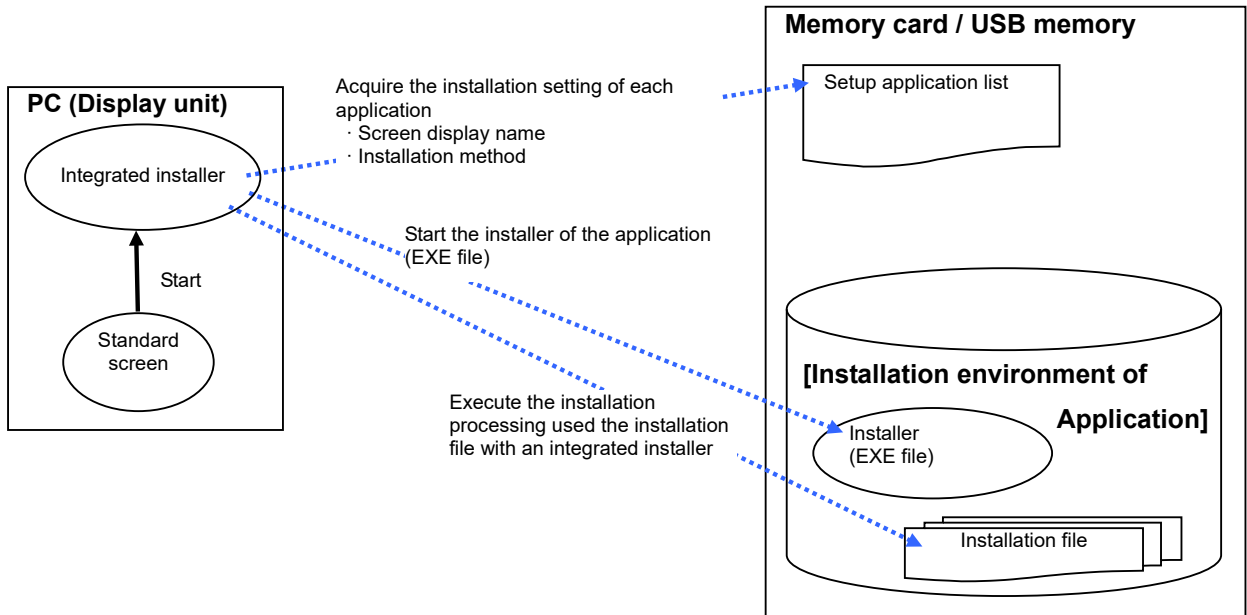 PC (Display unit)
Integrated installer
Start
Standard
screen
Acquire the installation setting of each
application
· Screen display name
· Installation method
Start the installer of the application
(EXE file)
Execute the installation
processing used the installation
file with an integrated installer
Memory card / USB memory
Setup application list
[Installation environment of
Application]
Installer
(EXE file)
Installation file